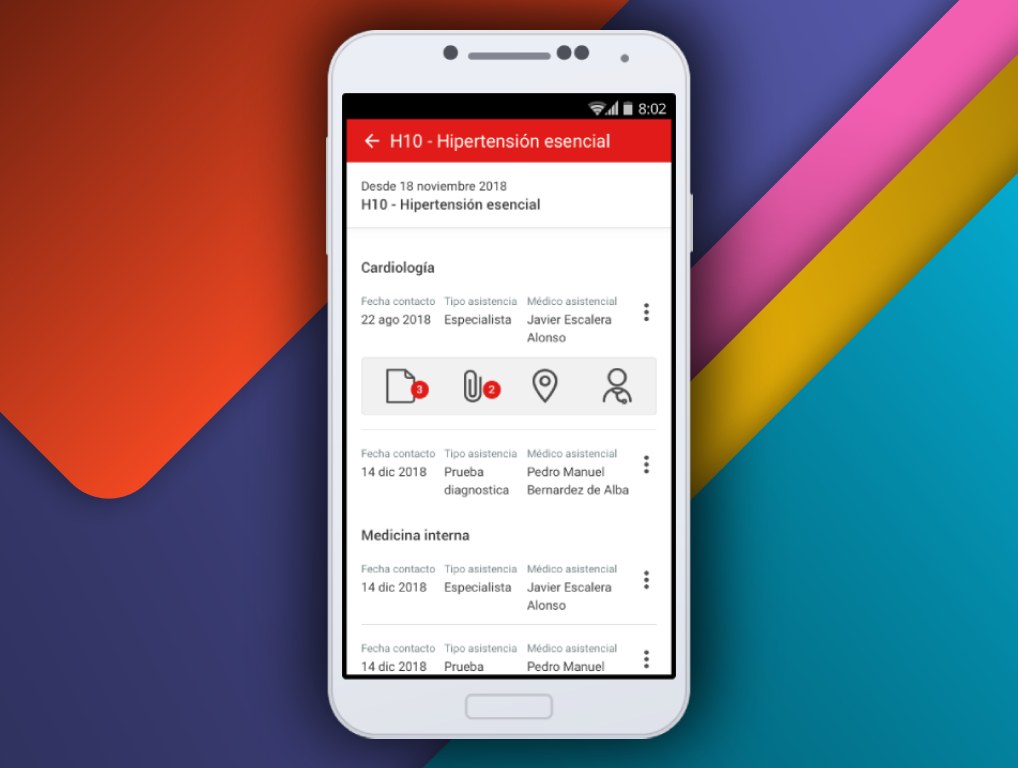 8:02
H10 - Hipertensión esencial
Desde 18 noviembre 2018
H10 - Hipertensión esencial
Cardiología
Fecha contacto Tipo asistencia Médico asistencial
22 ago 2018 Especialista Javier Escalera
Alonso
3 2
Fecha contacto Tipo asistencia Médico asistencial
14 dic 2018 Prueba Pedro Manuel
diagnostica Bernardez de Alba
Medicina interna
Fecha contacto Tipo asistencia Médico asistencial
14 dic 2018 Especialista Javier Escalera
Alonso
Fecha contacto Tipo asistencia Médico asistencial
14 dic 2018 Prueba Pedro Manuel